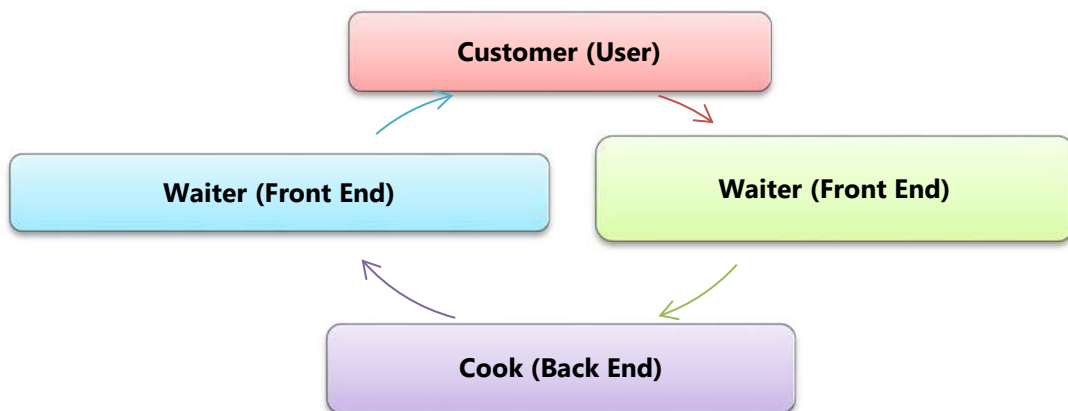 Customer (User)
Waiter (Front End)
Waiter (Front End)
Cook (Back End)